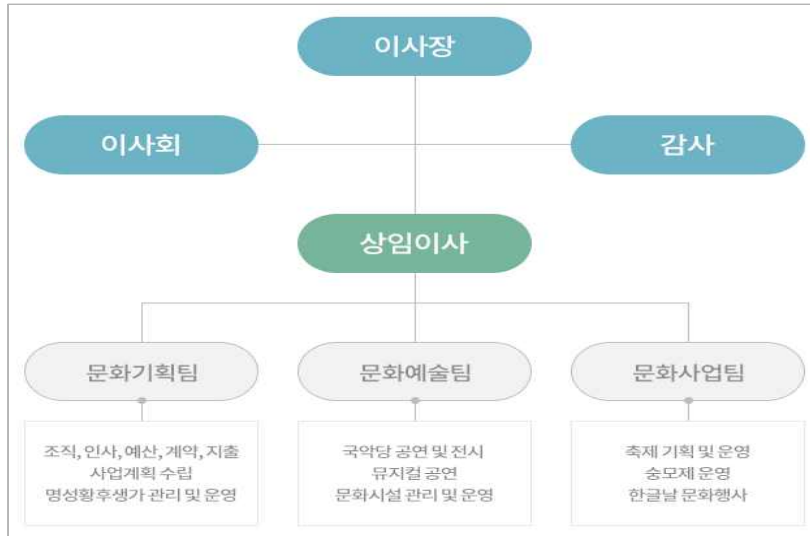 이사장
이사회
감사
상임이사
문화기획팀
문화예술팀
문화사업팀
조직, 인사, 예산, 계약, 지출
사업계획 수립
명성황후생가 관리 및 운영
국악당 공연 및 전시
뮤지컬 공연
문화시설 관리 및 운영
축제 기획 및 운영
숭모제 운영
한글날 문화행사